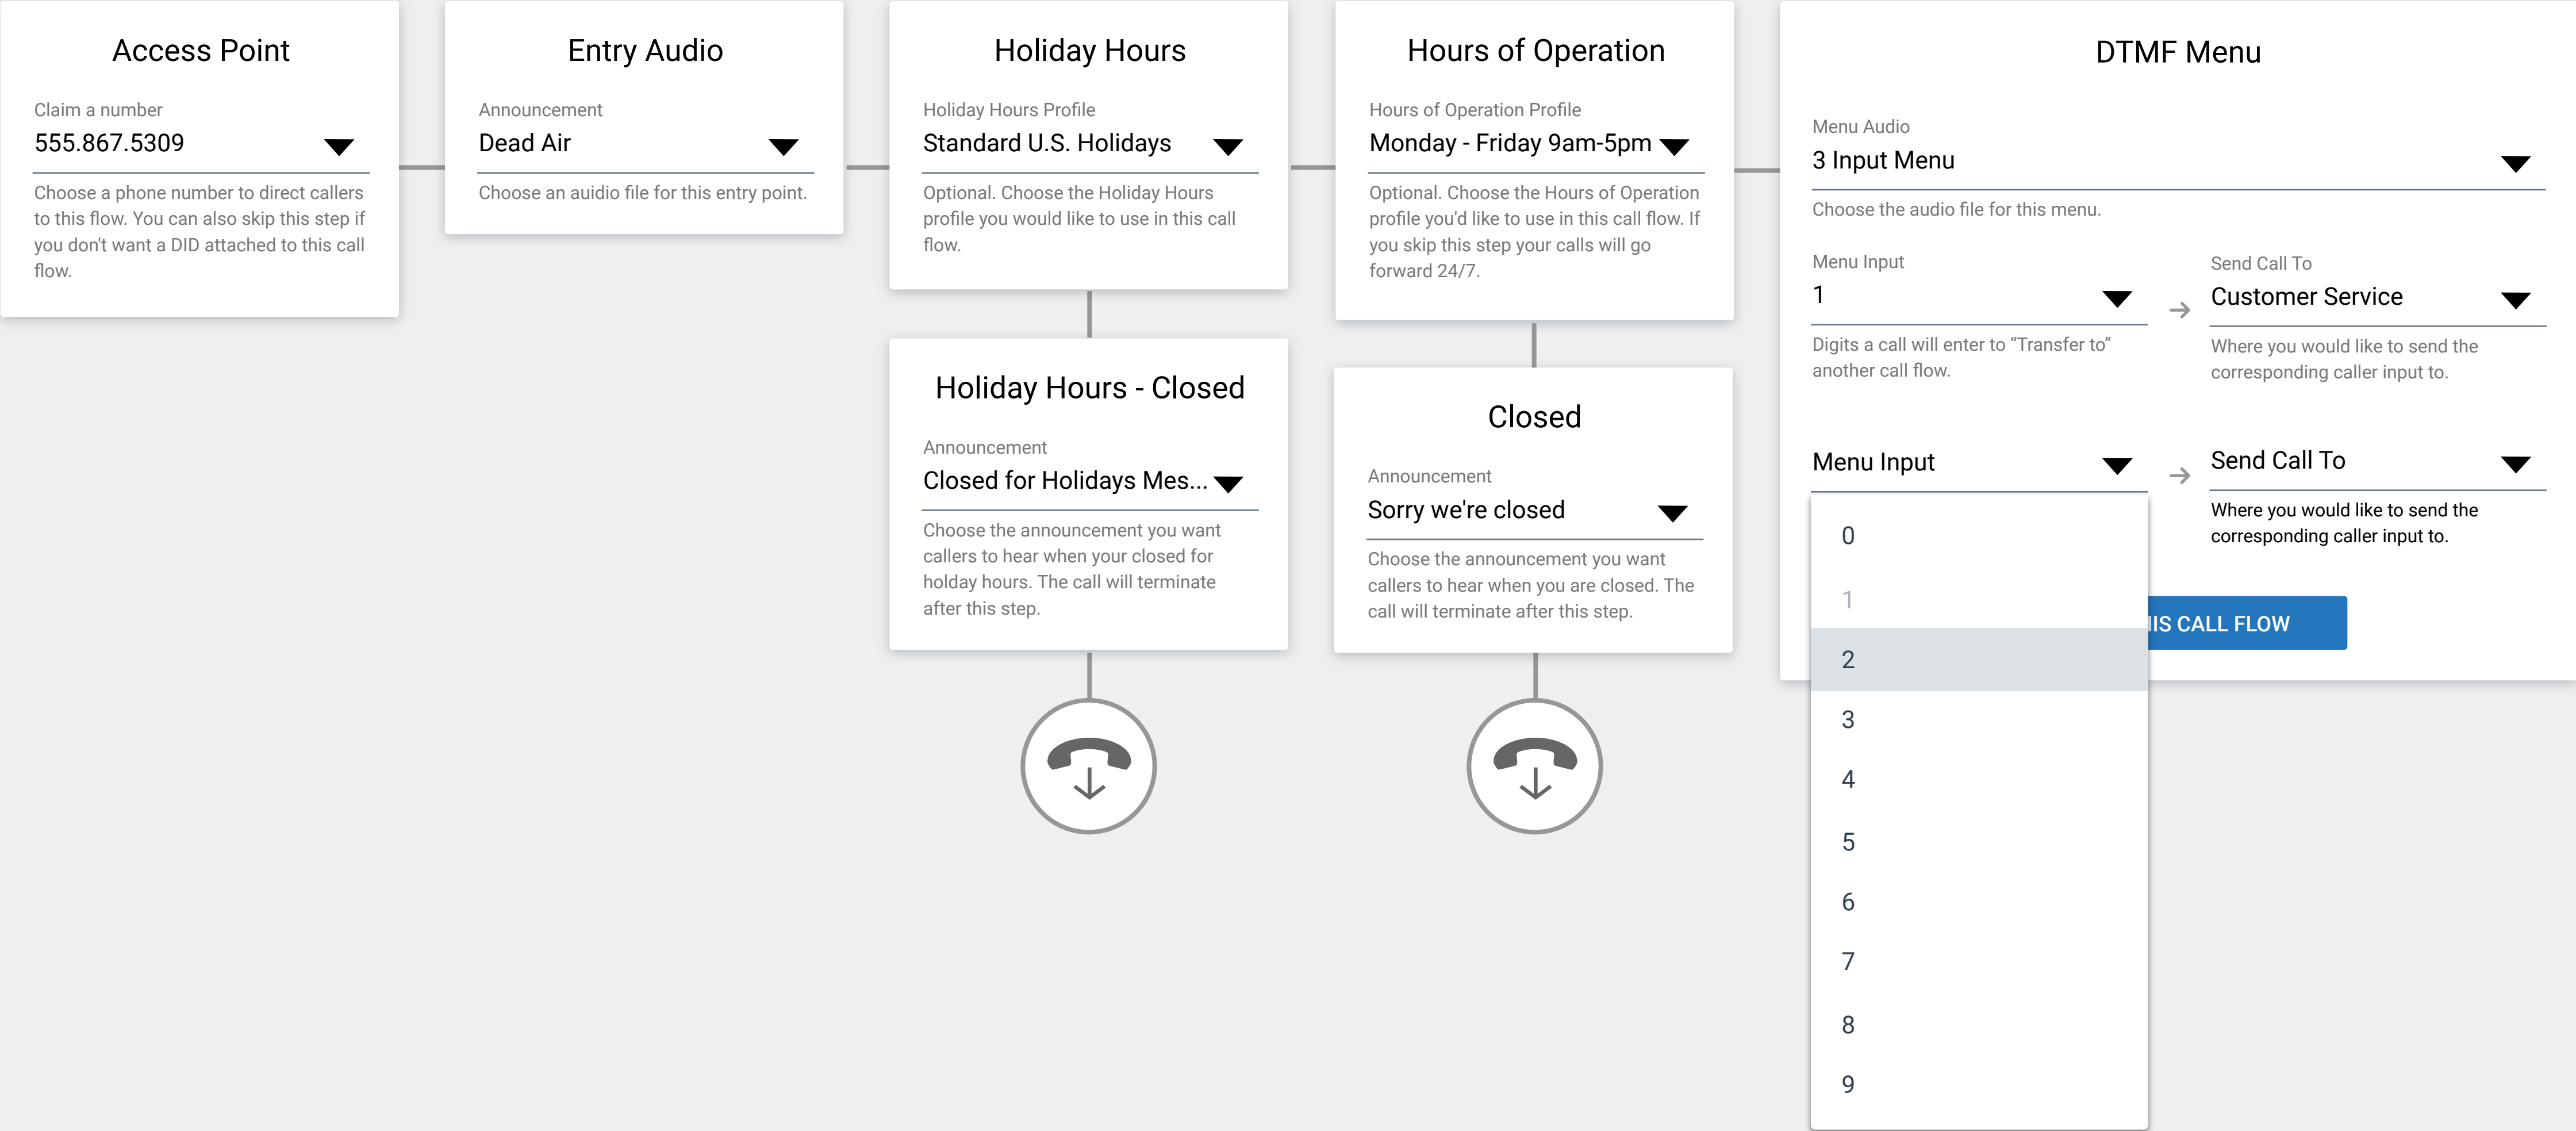 Access Point
Claim a number
555.867.5309
Choose a phone number to direct callers
to this flow. You can also skip this step if
you don't want a DID attached to this call
flow.
Entry Audio
Announcement
Dead Air
Choose an auidio file for this entry point.
Holiday Hours
Holiday Hours Profile
Standard U.S. Holidays
Optional. Choose the Holiday Hours
profile you would like to use in this call
flow.
Holiday Hours - Closed
Announcement
Closed for Holidays Mes...
Choose the announcement you want
callers to hear when your closed for
holday hours. The call will terminate
after this step.
Hours of Operation
Hours of Operation Profile
Monday - Friday 9am-5pm
Optional. Choose the Hours of Operation
profile you'd like to use in this call flow. If
you skip this step your calls will go
forward 24/7.
Closed
Announcement
Sorry we're closed
Choose the announcement you want
callers to hear when you are closed. The
call will terminate after this step.
DTMF Menu
Menu Audio
3 Input Menu
Choose the audio file for this menu.
Menu Input
1
Digits a call will enter to “Transfer to”
another call flow.
Send Call To
Customer Service
Where you would like to send the
corresponding caller input to.
Menu Input
Send Call To
Where you would like to send the
corresponding caller input to.
0
1
2
3
4
5
6
7
8
9
CALL FLOW